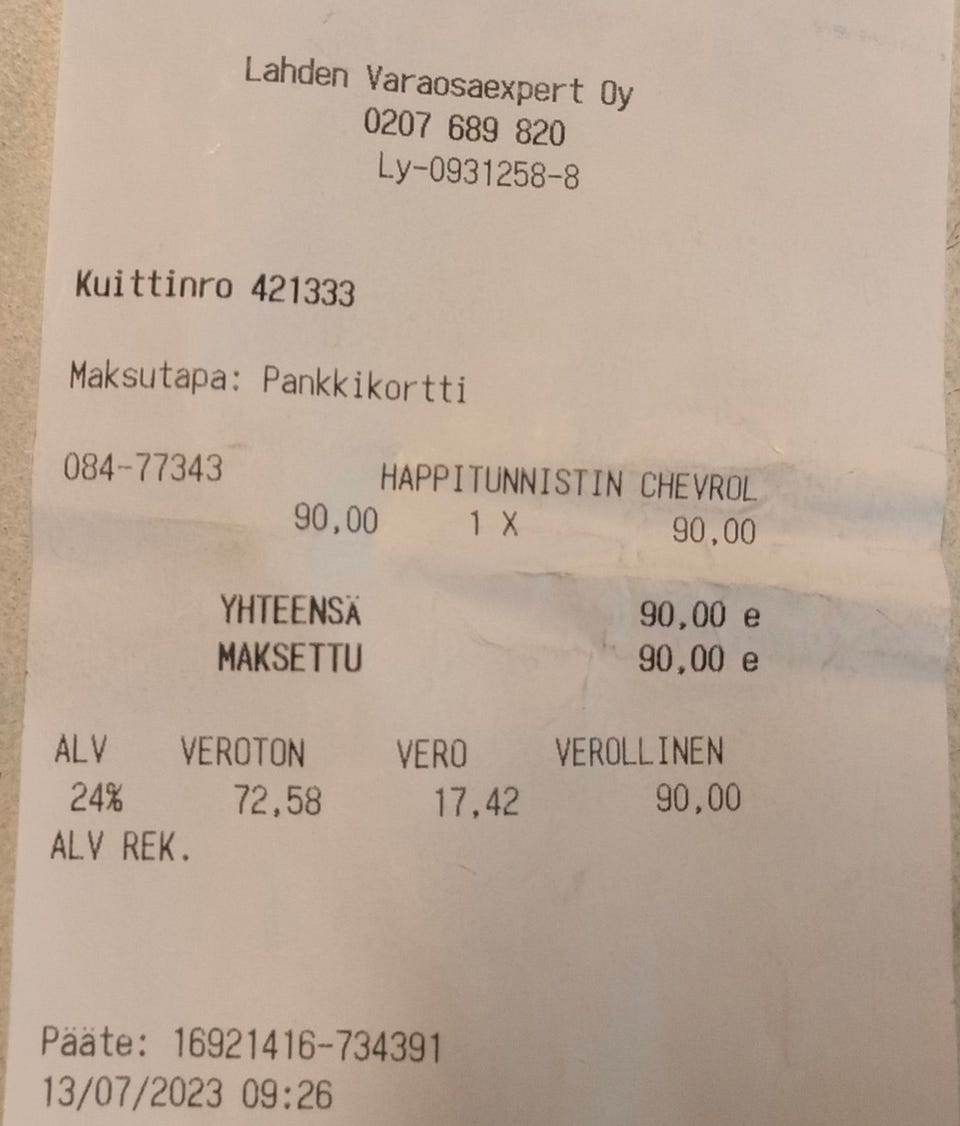 Lahden Varaosaexpert Oy
0207 689 820
Ly-0931258-8
Kuittinro 421333
Maksutapa: Pankkikortti
084-77343 HAPPITUNNISTIN CHEVROL
90,00 1 X 90,00
YHTEENSÄ 90,00 e
MAKSETTU 90,00 e
ALV VEROTON VERO VEROLLINEN
24% 72,58 17,42 90,00
ALV REK.
Pääte: 16921416-734391
13/07/2023 09:26